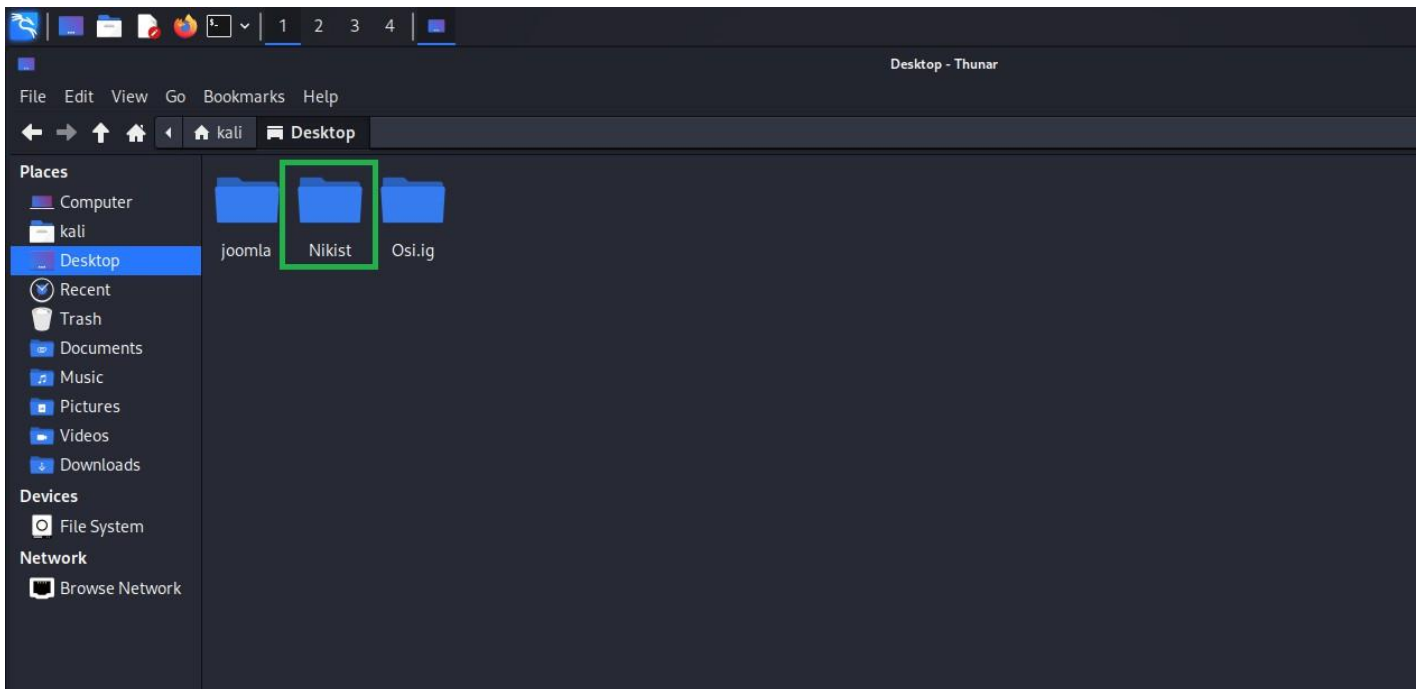 1 2 3 4
Desktop - Thunar
File Edit View Go Bookmarks Help
kali Desktop
Places
Computer
kali
Desktop
Recent
Trash
Documents
Music
Pictures
Videos
Downloads
Devices
File System
Network
Browse Network
joomla Nikist Osi.ig